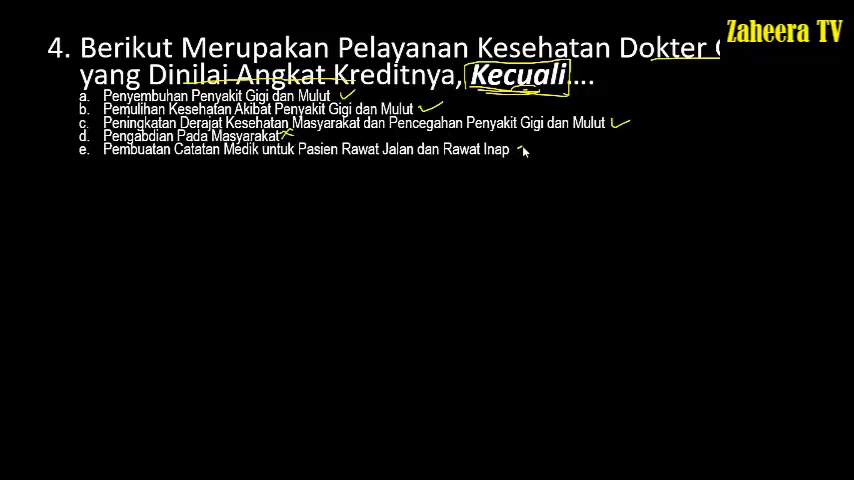 Zaheera TV
4. Berikut Merupakan Pelayanan Kesehatan Dokter
yang Dinilai Angkat Kreditnya, Kecuali....
a. Penyembuhan Penyakit Gigi dan Mulut
b. Pemulihan Kesehatan Akibat Penyakit Gigi dan Mulut
c. Peningkatan Derajat Kesehatan Masyarakat dan Pencegahan Penyakit Gigi dan Mulut
d. Pengabdian Pada Masyarakat
e. Pembuatan Catatan Medik untuk Pasien Rawat Jalan dan Rawat Inap